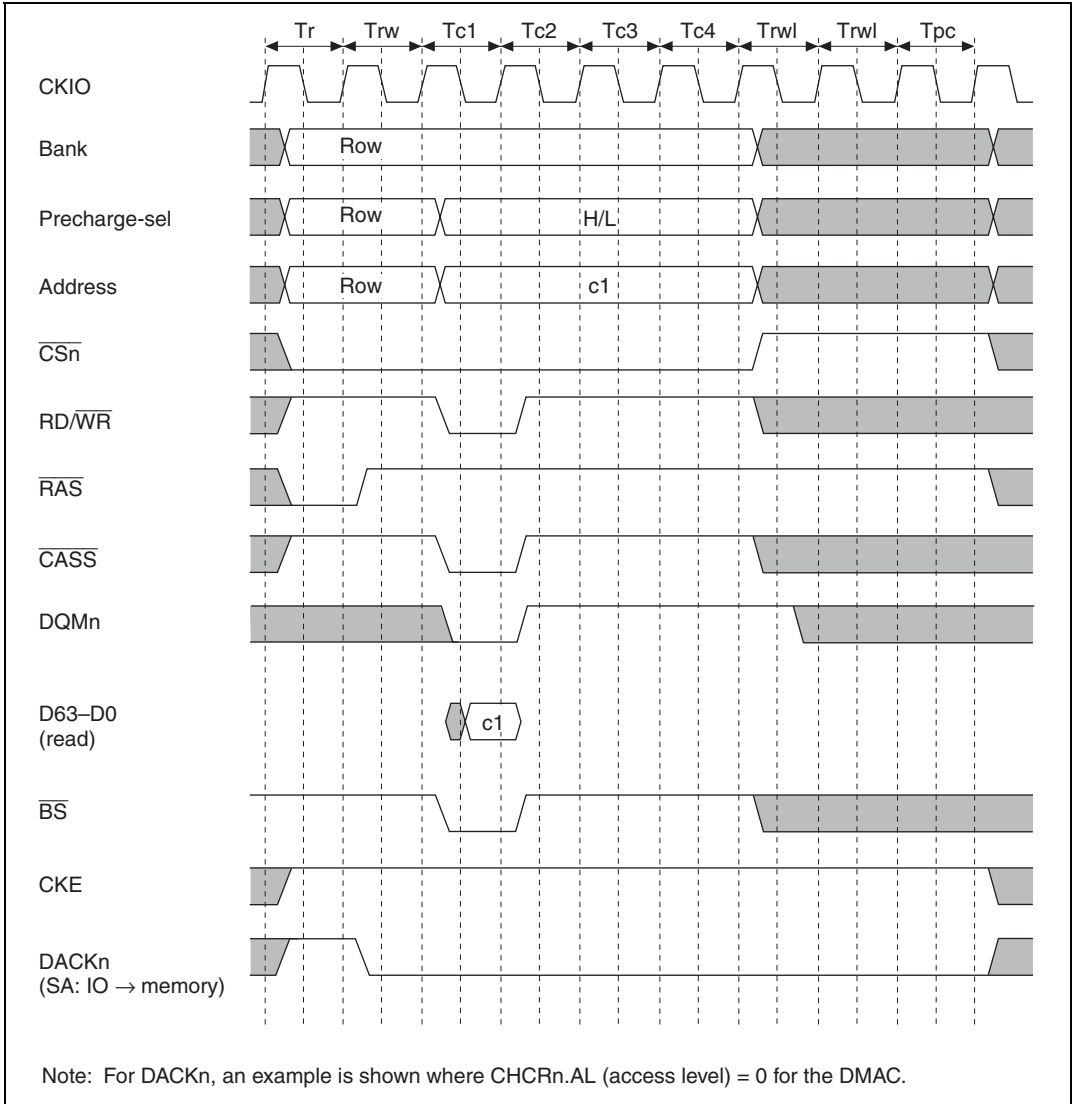 Tr Trw Tc1 Tc2 Tc3 Tc4 Trwl Trwl Tpc
CKIO
Bank
Row
Precharge-sel
Row
H/L
Address
Row
c1
CSn
RD/WR
RAS
CASS
DQMn
D63–D0
(read)
c1
BS
CKE
DACKn
(SA: IO → memory)
Note: For DACKn, an example is shown where CHCRn.AL (access level) = 0 for the DMAC.